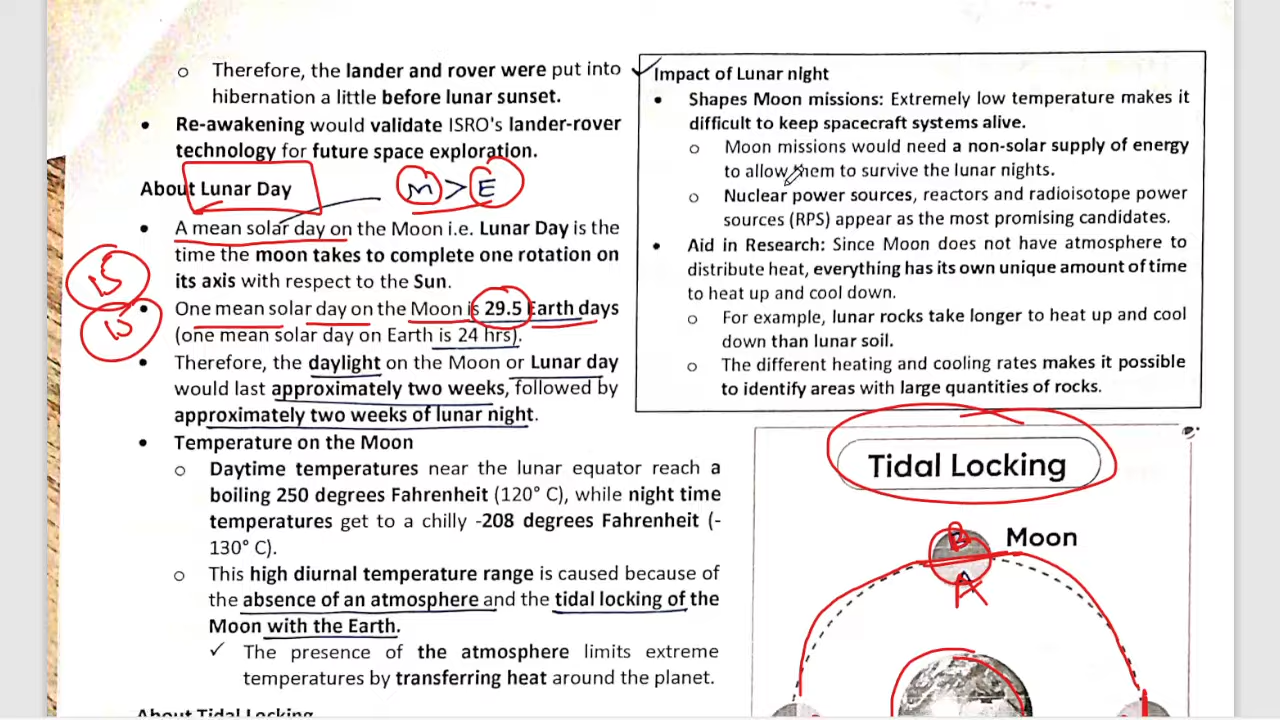 o Therefore, the lander and rover were put into
hibernation a little before lunar sunset.
• Re-awakening would validate ISRO's lander-rover
technology for future space exploration.
About Lunar Day
M > E
• A mean solar day on the Moon i.e. Lunar Day is the
time the moon takes to complete one rotation on
its axis with respect to the Sun.
15
• One mean solar day on the Moon is 29.5 Earth days
(one mean solar day on Earth is 24 hrs).
15
• Therefore, the daylight on the Moon or Lunar day
would last approximately two weeks, followed by
approximately two weeks of lunar night.
• Temperature on the Moon
o Daytime temperatures near the lunar equator reach a
boiling 250 degrees Fahrenheit (120° C), while night time
temperatures get to a chilly -208 degrees Fahrenheit (-
130° C).
o This high diurnal temperature range is caused because of
the absence of an atmosphere and the tidal locking of the
Moon with the Earth.
✓ The presence of the atmosphere limits extreme
temperatures by transferring heat around the planet.
About Tidal Locking
Impact of Lunar night
• Shapes Moon missions: Extremely low temperature makes it
difficult to keep spacecraft systems alive.
o Moon missions would need a non-solar supply of energy
to allow them to survive the lunar nights.
o Nuclear power sources, reactors and radioisotope power
sources (RPS) appear as the most promising candidates.
• Aid in Research: Since Moon does not have atmosphere to
distribute heat, everything has its own unique amount of time
to heat up and cool down.
o For example, lunar rocks take longer to heat up and cool
down than lunar soil.
o The different heating and cooling rates makes it possible
to identify areas with large quantities of rocks.
Tidal Locking
B
Moon
A